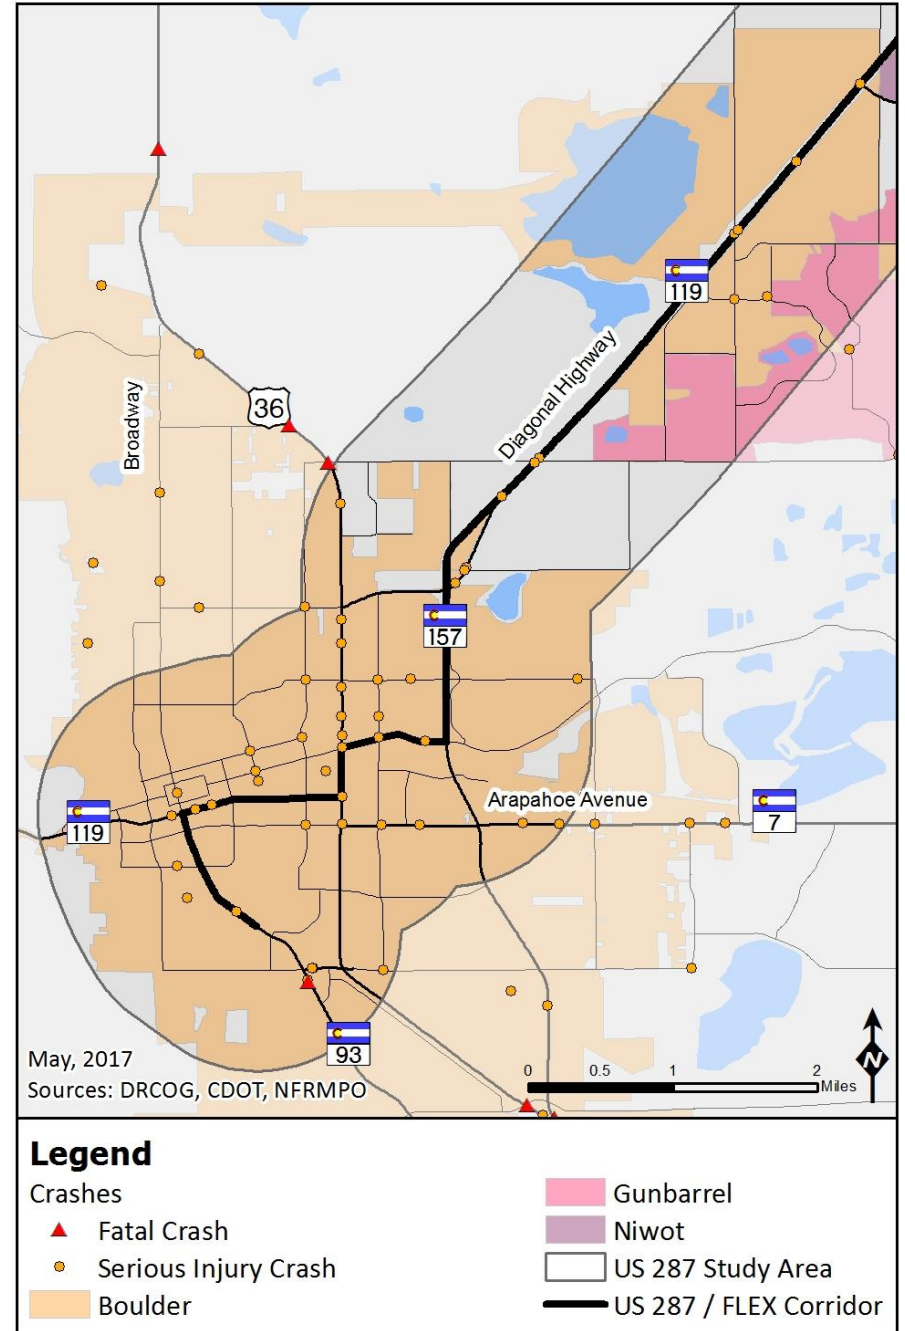 119
Diagonal Highway
Broadway
36
157
Arapahoe Avenue
119
7
93
May, 2017
Sources: DRCOG, CDOT, NFRMPO
0 0.5 1 2
Miles
N
Legend
Crashes
Fatal Crash
Serious Injury Crash
Boulder
Gunbarrel
Niwot
US 287 Study Area
US 287 / FLEX Corridor